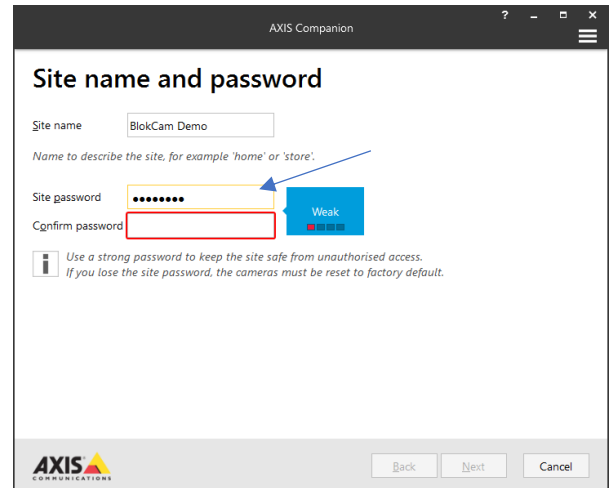 AXIS Companion
Site name and password
Site name BlokCam Demo
Name to describe the site, for example 'home' or 'store'.
Site password ●●●●●●●●
Weak
Confirm password
Use a strong password to keep the site safe from unauthorised access.
If you lose the site password, the cameras must be reset to factory default.
AXIS
COMMUNICATIONS
Back Next Cancel